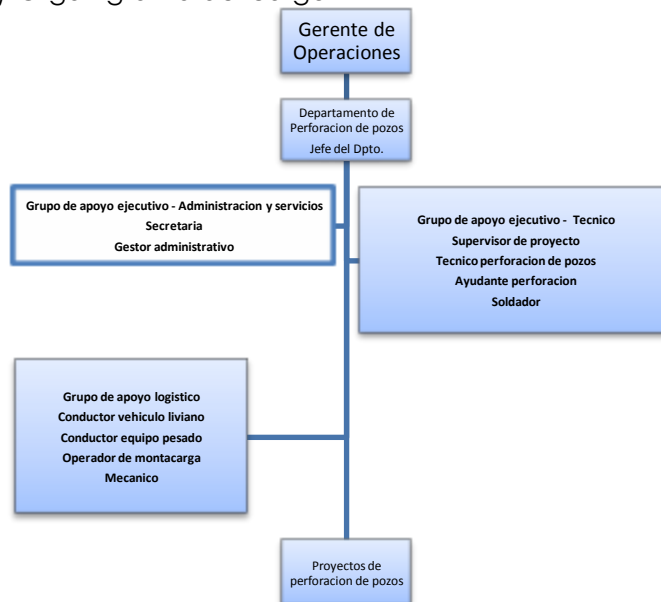 Gerente de
Operaciones
Departamento de
Perforacion de pozos
Jefe del Dpto.
Grupo de apoyo ejecutivo - Administracion y servicios
Secretaria
Gestor administrativo
Grupo de apoyo ejecutivo - Tecnico
Supervisor de proyecto
Tecnico perforacion de pozos
Ayudante perforacion
Soldador
Grupo de apoyo logistico
Conductor vehiculo liviano
Conductor equipo pesado
Operador de montacarga
Mecanico
Proyectos de
perforacion de pozos